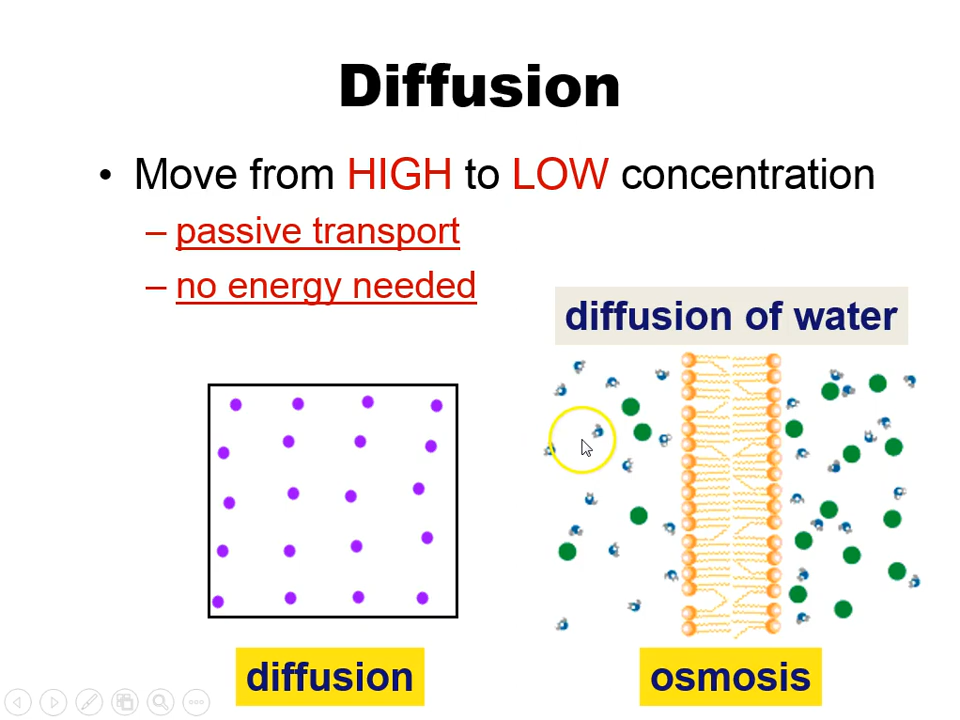 Diffusion
• Move from HIGH to LOW concentration
– passive transport
– no energy needed
diffusion of water
diffusion
osmosis